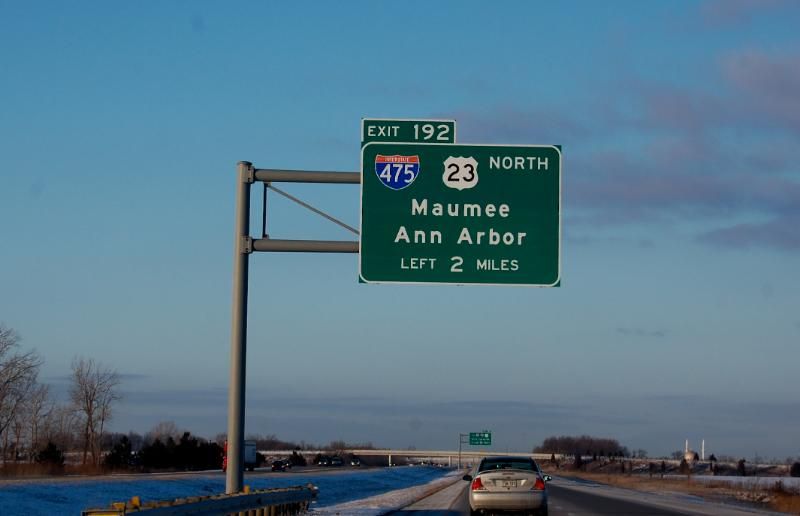 EXIT 192
INTERSTATE
475 23 NORTH
Maumee
Ann Arbor
LEFT 2 MILES